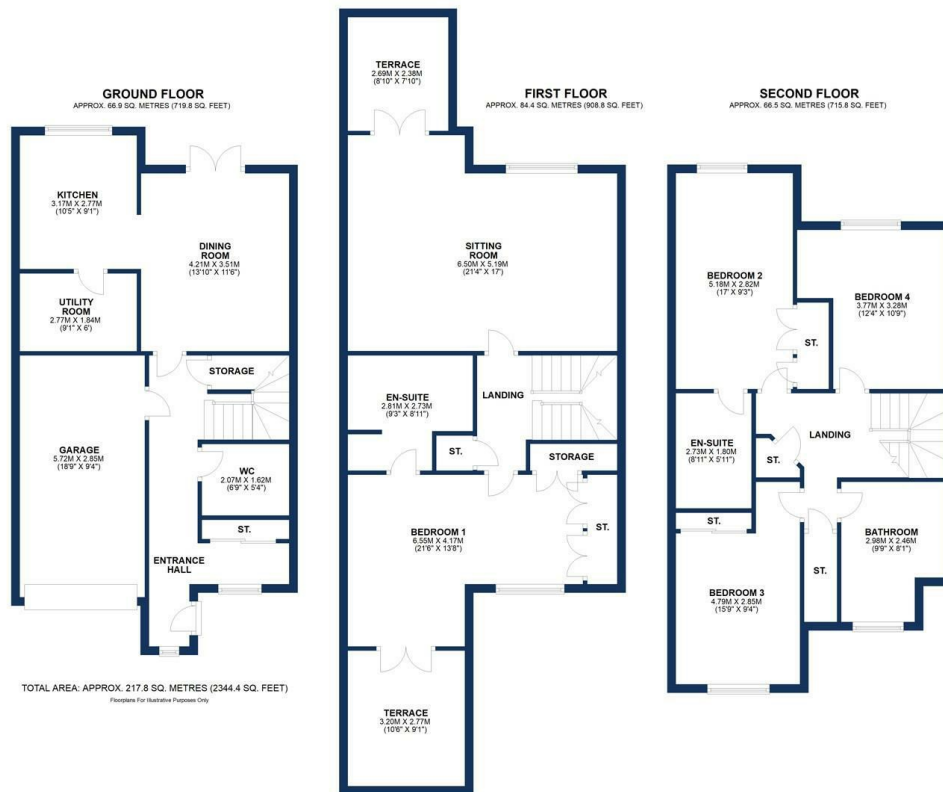 GROUND FLOOR
APPROX. 66.9 SQ. METRES (719.8 SQ. FEET)
KITCHEN
3.17M X 2.77M
(10'5" X 9'1")
DINING
ROOM
4.21M X 3.51M
(13'10" X 11'6")
UTILITY
ROOM
2.77M X 1.84M
(9'1" X 6')
STORAGE
GARAGE
5.72M X 2.85M
(18'9" X 9'4")
WC
2.07M X 1.62M
(6'9" X 5'4")
ST.
ENTRANCE
HALL
TOTAL AREA: APPROX. 217.8 SQ. METRES (2344.4 SQ. FEET)
Floorplans For Illustrative Purposes Only
FIRST FLOOR
APPROX. 84.4 SQ. METRES (908.8 SQ. FEET)
TERRACE
2.69M X 2.38M
(8'10" X 7'10")
SITTING
ROOM
6.50M X 5.19M
(21'4" X 17')
EN-SUITE
2.81M X 2.73M
(9'3" X 8'11")
LANDING
ST.
STORAGE
BEDROOM 1
6.55M X 4.17M
(21'6" X 13'8")
ST.
TERRACE
3.20M X 2.77M
(10'6" X 9'1")
SECOND FLOOR
APPROX. 66.5 SQ. METRES (715.8 SQ. FEET)
BEDROOM 2
5.18M X 2.82M
(17' X 9'3")
BEDROOM 4
3.77M X 3.28M
(12'4" X 10'9")
ST.
EN-SUITE
2.73M X 1.80M
(8'11" X 5'11")
LANDING
ST.
ST.
BATHROOM
2.98M X 2.46M
(9'9" X 8'1")
ST.
BEDROOM 3
4.79M X 2.85M
(15'9" X 9'4")